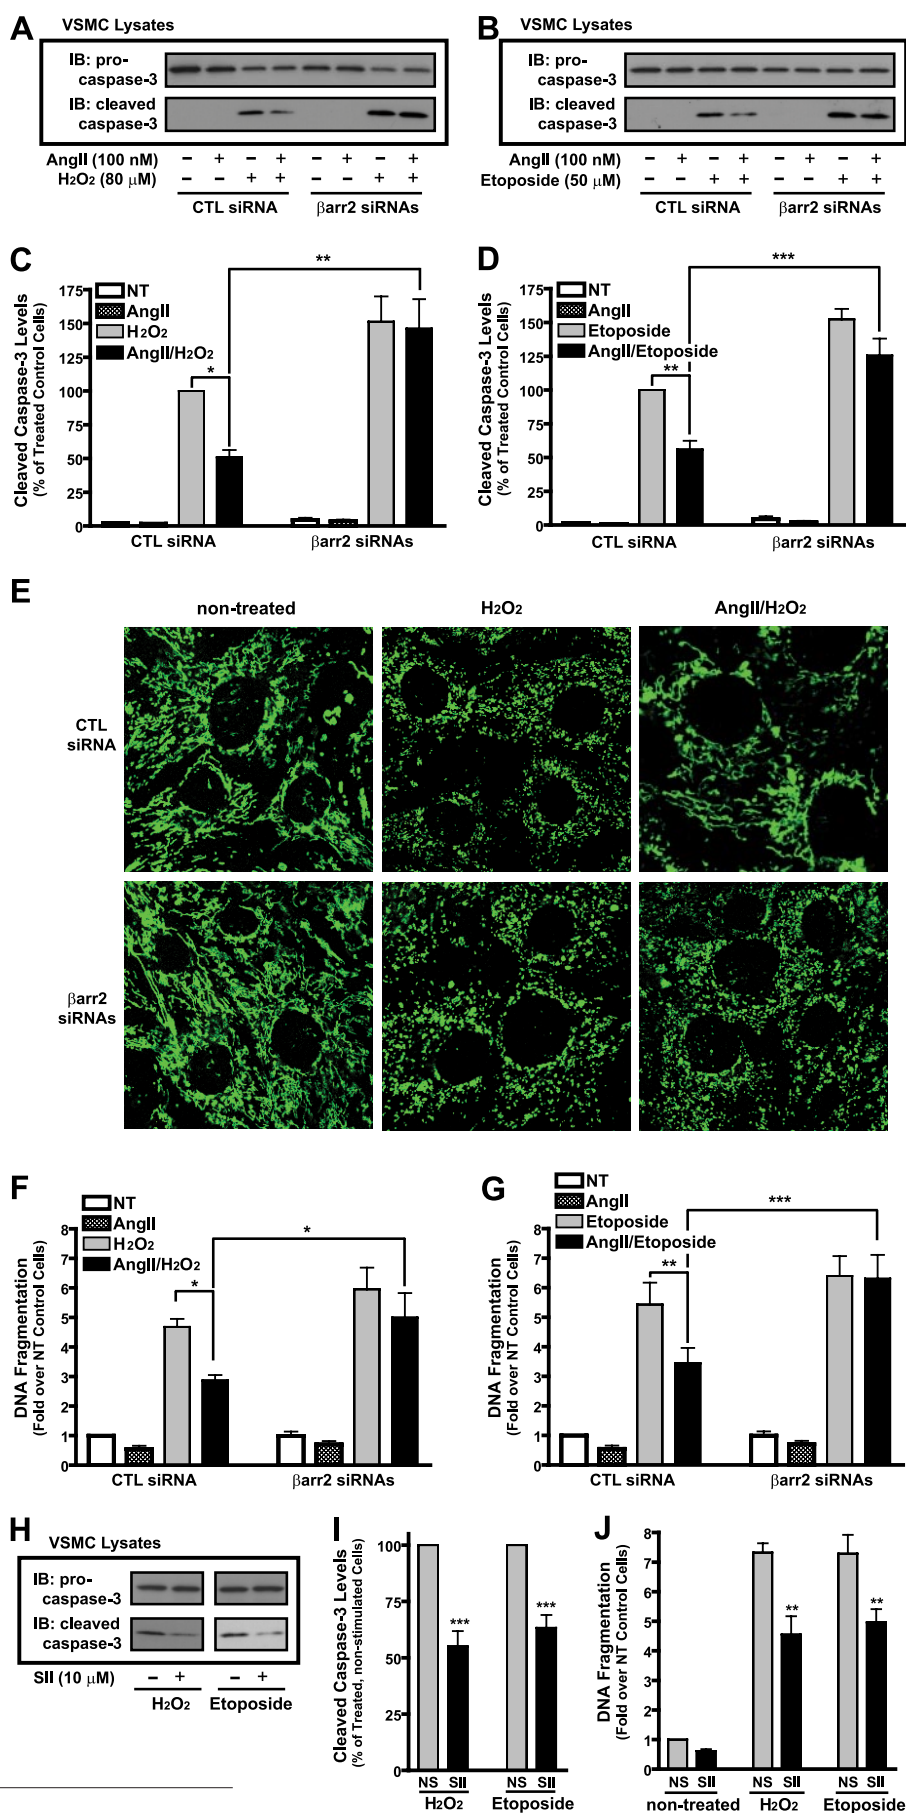 A
VSMC Lysates
IB: pro-
caspase-3
IB: cleaved
caspase-3
AngII (100 nM) – + – + – + – +
H2O2 (80 μM) – – + + – – + +
CTL siRNA βarr2 siRNAs
B
VSMC Lysates
IB: pro-
caspase-3
IB: cleaved
caspase-3
AngII (100 nM) – + – + – + – +
Etoposide (50 μM) – – + + – – + +
CTL siRNA βarr2 siRNAs
C
Cleaved Caspase-3 Levels
(% of Treated Control Cells)
175
150
125
100
75
50
25
0
NT
AngII
H2O2
AngII/H2O2
*
**
CTL siRNA βarr2 siRNAs
D
Cleaved Caspase-3 Levels
(% of Treated Control Cells)
175
150
125
100
75
50
25
0
NT
AngII
Etoposide
AngII/Etoposide
**
***
CTL siRNA βarr2 siRNAs
E
non-treated H2O2 AngII/H2O2
CTL
siRNA
βarr2
siRNAs
F
DNA Fragmentation
(Fold over NT Control Cells)
8
7
6
5
4
3
2
1
0
NT
AngII
H2O2
AngII/H2O2
*
*
CTL siRNA βarr2 siRNAs
G
DNA Fragmentation
(Fold over NT Control Cells)
8
7
6
5
4
3
2
1
0
NT
AngII
Etoposide
AngII/Etoposide
**
***
CTL siRNA βarr2 siRNAs
H
VSMC Lysates
IB: pro-
caspase-3
IB: cleaved
caspase-3
SII (10 μM) – + – +
H2O2 Etoposide
I
Cleaved Caspase-3 Levels
(% of Treated, non-stimulated Cells)
100
75
50
25
0
*** ***
NS SII NS SII
H2O2 Etoposide
J
DNA Fragmentation
(Fold over NT Control Cells)
8
7
6
5
4
3
2
1
0
** **
NS SII NS SII NS SII
non-treated H2O2 Etoposide